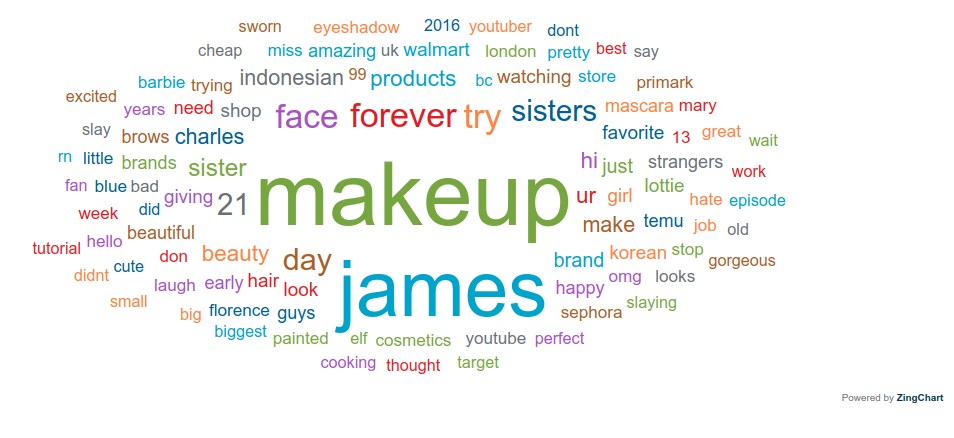 sworn eyeshadow 2016 youtuber dont
cheap miss amazing uk walmart london pretty best say
barbie trying indonesian 99 products bc watching store primark
excited years need shop face forever try sisters mascara mary
slay brows charles favorite 13 great wait
rn little brands sister makeup hi just strangers work
fan blue bad giving 21 ur girl lottie hate episode
week did make temu job old
tutorial hello beautiful beauty day brand korean stop gorgeous
didnt cute don laugh early hair look james happy omg looks
small big florence guys sephora slaying
biggest painted elf cosmetics youtube perfect
cooking thought target
Powered by ZingChart